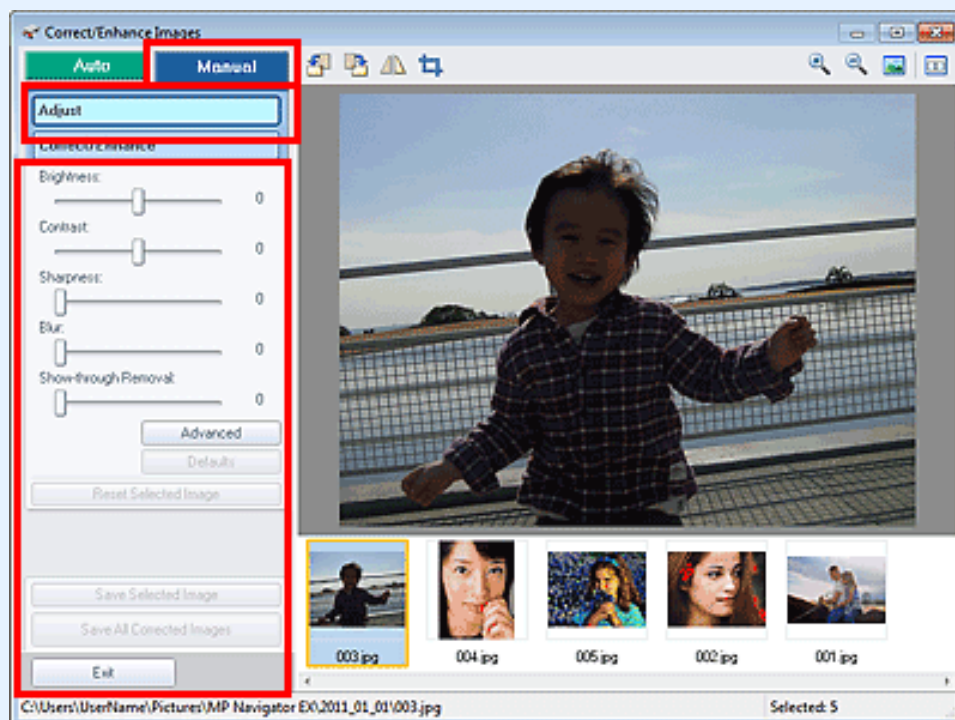 Correct/Enhance Images
Auto
Manual
Adjust
Correct/Enhance
Brightness:
0
Contrast:
0
Sharpness:
0
Blur:
0
Show-through Removal:
0
Advanced
Defaults
Reset Selected Image
Save Selected Image
Save All Corrected Images
Exit
003.jpg
004.jpg
005.jpg
002.jpg
001.jpg
C:\Users\UserName\Pictures\MP Navigator EX\2011_01_01\003.jpg
Selected: 5